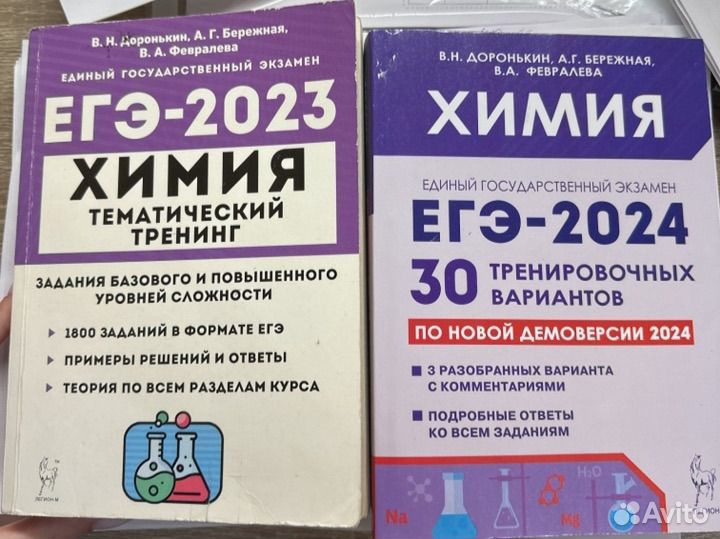 В. Н. Доронькин, А. Г. Бережная,
В. А. Февралева
ЕДИНЫЙ ГОСУДАРСТВЕННЫЙ ЭКЗАМЕН
ЕГЭ-2023
ХИМИЯ
ТЕМАТИЧЕСКИЙ
ТРЕНИНГ
ЗАДАНИЯ БАЗОВОГО И ПОВЫШЕННОГО
УРОВНЕЙ СЛОЖНОСТИ
1800 ЗАДАНИЙ В ФОРМАТЕ ЕГЭ
ПРИМЕРЫ РЕШЕНИЙ И ОТВЕТЫ
ТЕОРИЯ ПО ВСЕМ РАЗДЕЛАМ КУРСА
ЛЕГИОН-М
В.Н. ДОРОНЬКИН, А.Г. БЕРЕЖНАЯ,
В.А. ФЕВРАЛЕВА
ХИМИЯ
ЕДИНЫЙ ГОСУДАРСТВЕННЫЙ ЭКЗАМЕН
ЕГЭ-2024
30 ТРЕНИРОВОЧНЫХ
ВАРИАНТОВ
ПО НОВОЙ ДЕМОВЕРСИИ 2024
3 РАЗОБРАННЫХ ВАРИАНТА
С КОММЕНТАРИЯМИ
ПОДРОБНЫЕ ОТВЕТЫ
КО ВСЕМ ЗАДАНИЯМ
H₂O
Na
Mg
ЛЕГИОН
Avito